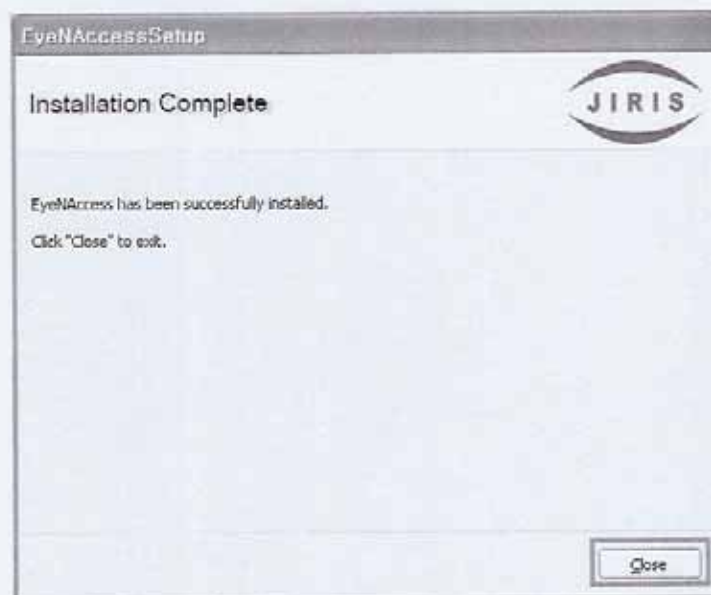 EyeNAccessSetup
Installation Complete
JIRIS
EyeNAccess has been successfully installed.
Click "Close" to exit.
Close